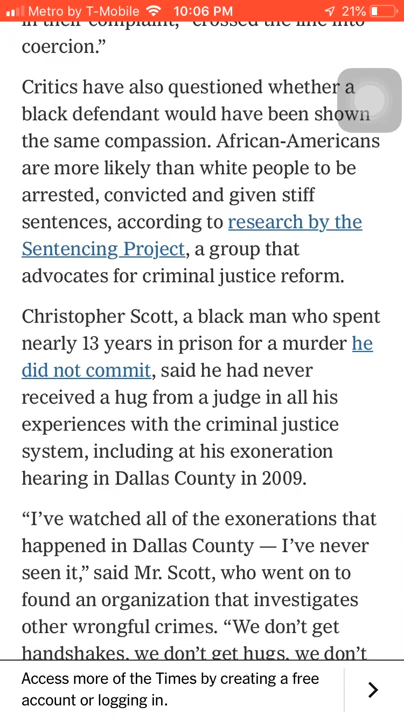 Metro by T-Mobile 10:06 PM 21%
in their complaint, “crossed the line into
coercion.”
Critics have also questioned whether a
black defendant would have been shown
the same compassion. African-Americans
are more likely than white people to be
arrested, convicted and given stiff
sentences, according to research by the
Sentencing Project, a group that
advocates for criminal justice reform.
Christopher Scott, a black man who spent
nearly 13 years in prison for a murder he
did not commit, said he had never
received a hug from a judge in all his
experiences with the criminal justice
system, including at his exoneration
hearing in Dallas County in 2009.
“I’ve watched all of the exonerations that
happened in Dallas County — I’ve never
seen it,” said Mr. Scott, who went on to
found an organization that investigates
other wrongful crimes. “We don’t get
handshakes, we don’t get hugs, we don’t
Access more of the Times by creating a free
account or logging in.